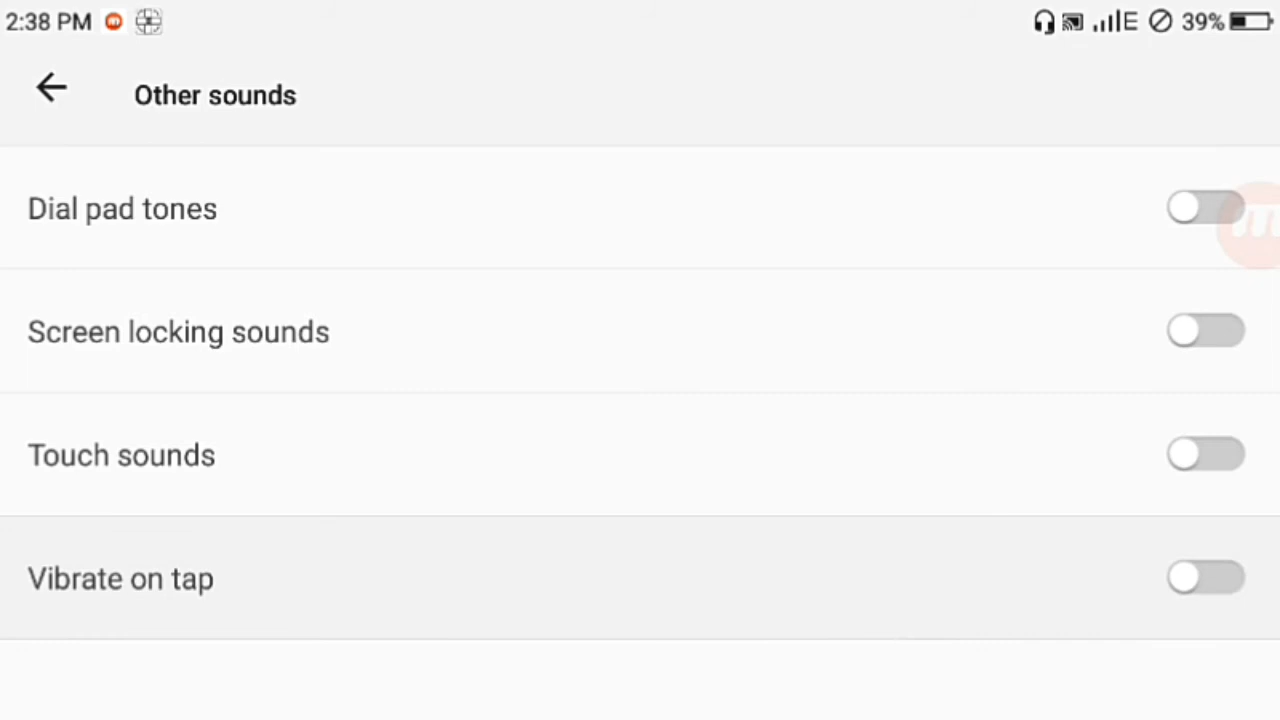 2:38 PM
E 39%
Other sounds
Dial pad tones
Screen locking sounds
Touch sounds
Vibrate on tap